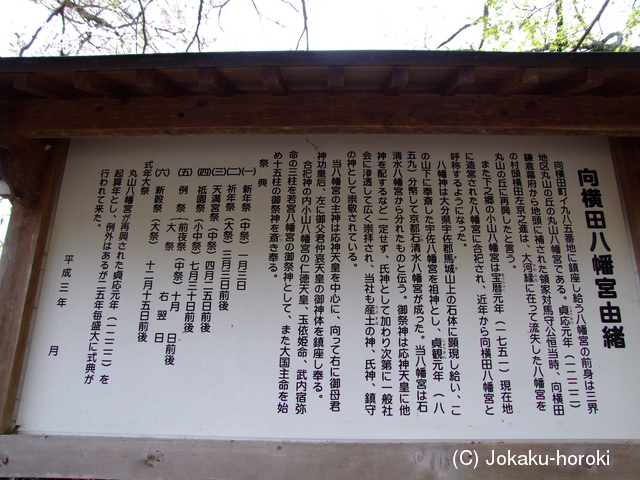 向横田八幡宮由緒
向横田町イ九八五番地に鎮座し給う八幡宮の前身は三界
地区丸山の丘の丸山八幡宮である。貞応元年（一二二二）
鎌倉幕府から地頭に補された領家対馬守公恒当時、向横田
の村頭横田左京之進は、大河縁に在って流失した八幡宮を
丸山の丘に再興したと言う。
また下之郷の小山八幡宮は宝暦元年（一七五一）現在地
に造営された八幡宮に合祀され、近年から向横田八幡宮と
呼称するようになった。
八幡神は大分県宇佐郡馬城山上の石体に顕現し給い、こ
の山下に奉斎した宇佐八幡宮を祖神とし、貞観元年（八
五九）分幣して京都石清水八幡宮が成った。当八幡宮は石
清水八幡宮から分れたものと伝う。御祭神は応神天皇に他
神を配するなど一定せず、氏神として加わり次第に一般社
会に滲透して広く崇拝され、当社も産土の神、氏神、鎮守
の神として崇敬されている。
当八幡宮の主神は応神天皇を中心に、向って右に御母君
神功皇后、左に御父君仲哀天皇の御神体を鎮座し奉る。
合祀神の内小山八幡宮の仁徳天皇、玉依姫命、武内宿弥
命の三柱を若宮八幡宮の御祭神として、また大国主命を始
め十五柱の御祭神を斎き奉る。
祭典
(一) 新年祭（中祭）一月二日
(二) 祈年祭（大祭）三月三日前後
(三) 天満宮祭（中祭）四月二五日前後
(四) 祇園祭（小中祭）七月三十日前後
(五) 例祭（前夜祭（中祭）十月 日前後
（大祭） 右翌日
(六) 新穀祭（大祭）十二月十五日前後
式年大祭
丸山八幡宮が再興された貞応元年（一二二二）を
起算年とし、例外はあるが二五年毎盛大に式典が
行われて来た。
平成三年 月
(C) Jokaku-horoki